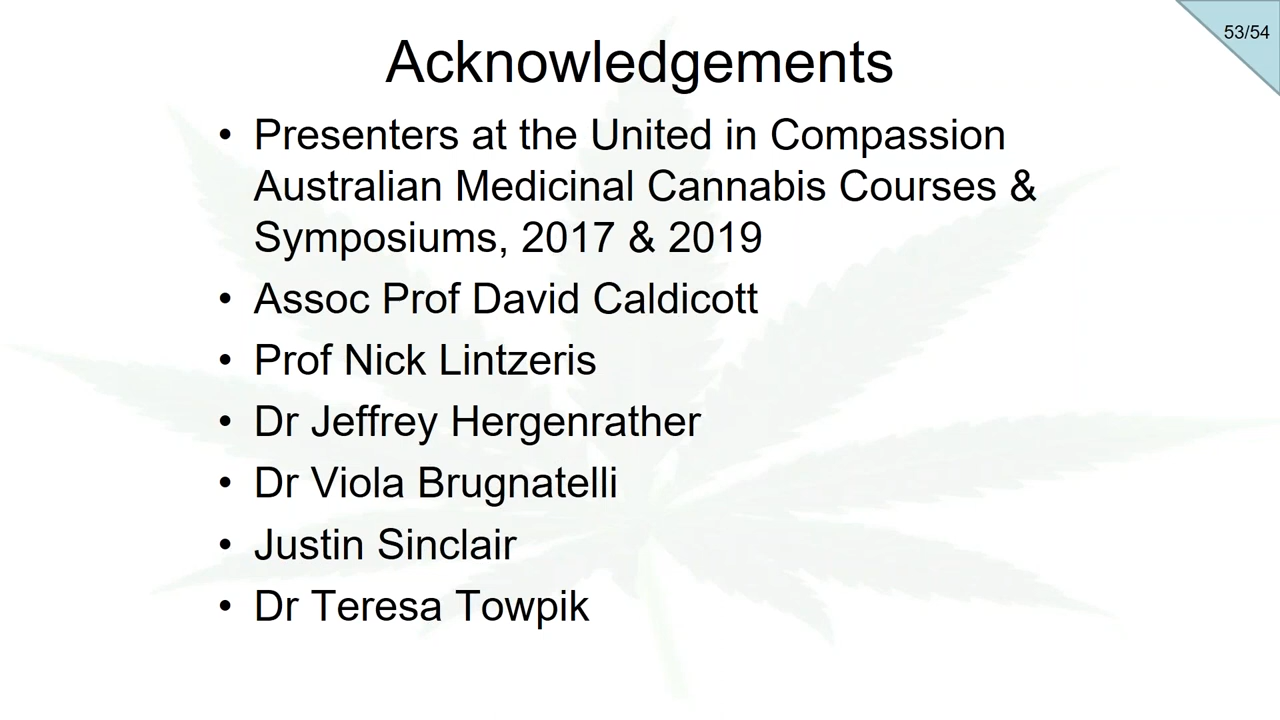 53/54
Acknowledgements
• Presenters at the United in Compassion
Australian Medicinal Cannabis Courses &
Symposiums, 2017 & 2019
• Assoc Prof David Caldicott
• Prof Nick Lintzeris
• Dr Jeffrey Hergenrather
• Dr Viola Brugnatelli
• Justin Sinclair
• Dr Teresa Towpik